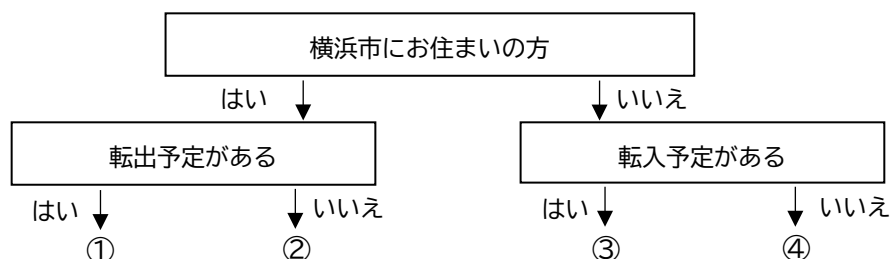 横浜市にお住まいの方
はい いいえ
転出予定がある 転入予定がある
はい いいえ はい いいえ
① ② ③ ④